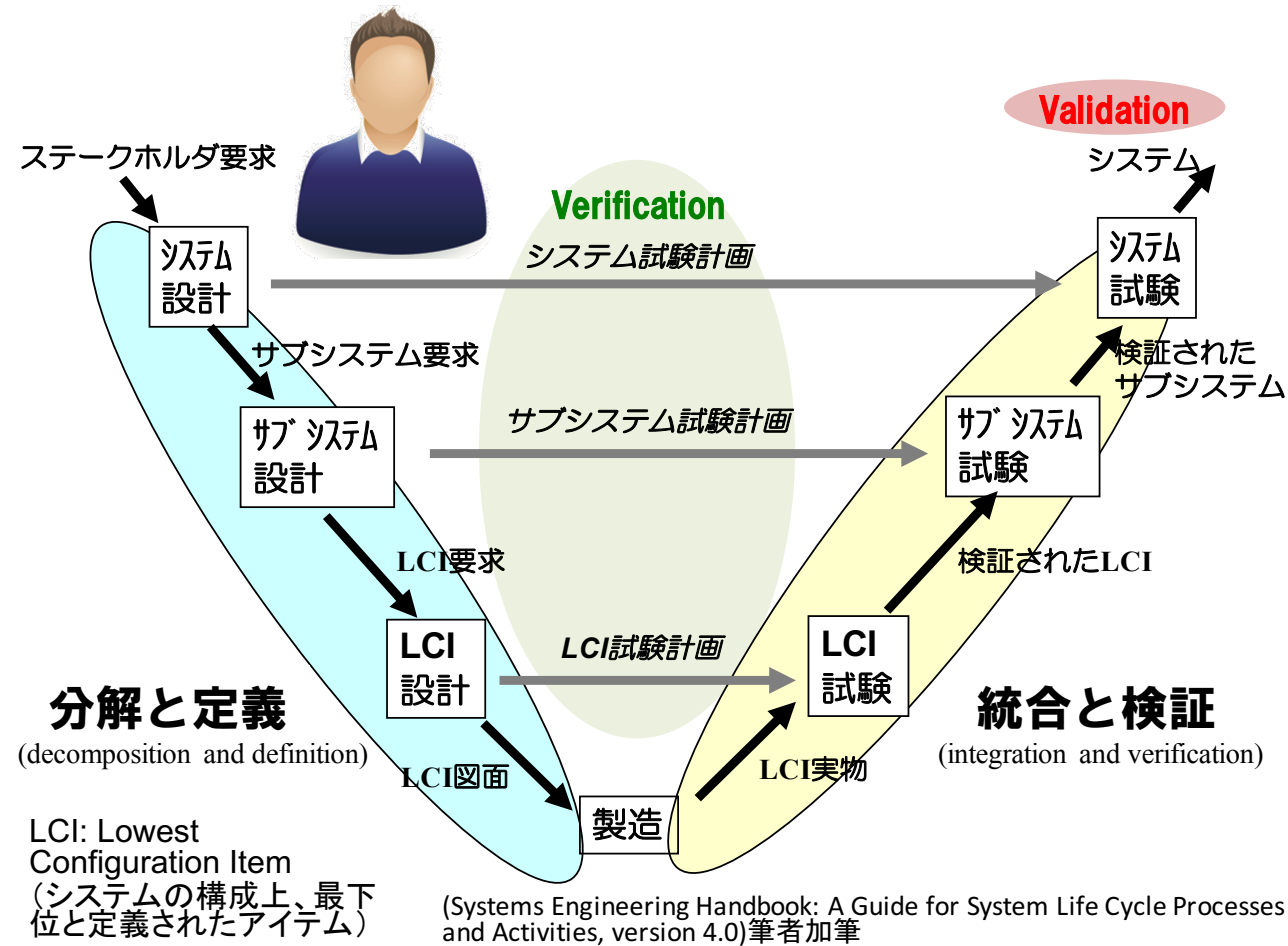 Validation
ステークホルダ要求
システム
Verification
システム試験計画
ｼｽﾃﾑ
設計
ｼｽﾃﾑ
試験
サブシステム要求
検証された
サブシステム
ｻﾌﾞｼｽﾃﾑ
設計
サブシステム試験計画
ｻﾌﾞｼｽﾃﾑ
試験
LCI要求
検証されたLCI
LCI
設計
LCI試験計画
LCI
試験
分解と定義
(decomposition and definition)
統合と検証
(integration and verification)
LCI図面
LCI実物
製造
LCI: Lowest
Configuration Item
（システムの構成上、最下
位と定義されたアイテム）
(Systems Engineering Handbook: A Guide for System Life Cycle Processes
and Activities, version 4.0)筆者加筆